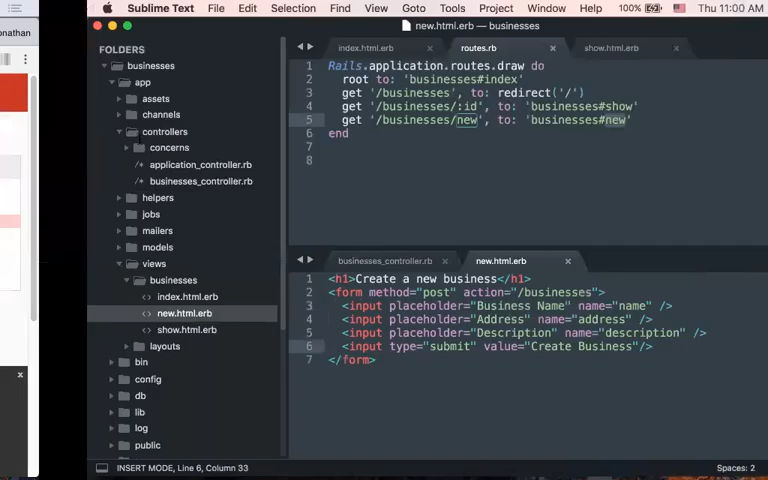 Sublime Text File Edit Selection Find View Goto Tools Project Window Help 100% Thu 11:00 AM
onathan
new.html.erb — businesses
FOLDERS
businesses
app
assets
channels
controllers
concerns
application_controller.rb
businesses_controller.rb
helpers
jobs
mailers
models
views
businesses
index.html.erb
new.html.erb
show.html.erb
layouts
bin
config
db
lib
log
public
index.html.erb routes.rb show.html.erb
1 Rails.application.routes.draw do
2 root to: 'businesses#index'
3 get '/businesses', to: redirect('/')
4 get '/businesses/:id', to: 'businesses#show'
5 get '/businesses/new', to: 'businesses#new'
6 end
7
8
businesses_controller.rb new.html.erb
1 <h1>Create a new business</h1>
2 <form method="post" action="/businesses">
3 <input placeholder="Business Name" name="name" />
4 <input placeholder="Address" name="address" />
5 <input placeholder="Description" name="description" />
6 <input type="submit" value="Create Business"/>
7 </form>
INSERT MODE, Line 6, Column 33 Spaces: 2